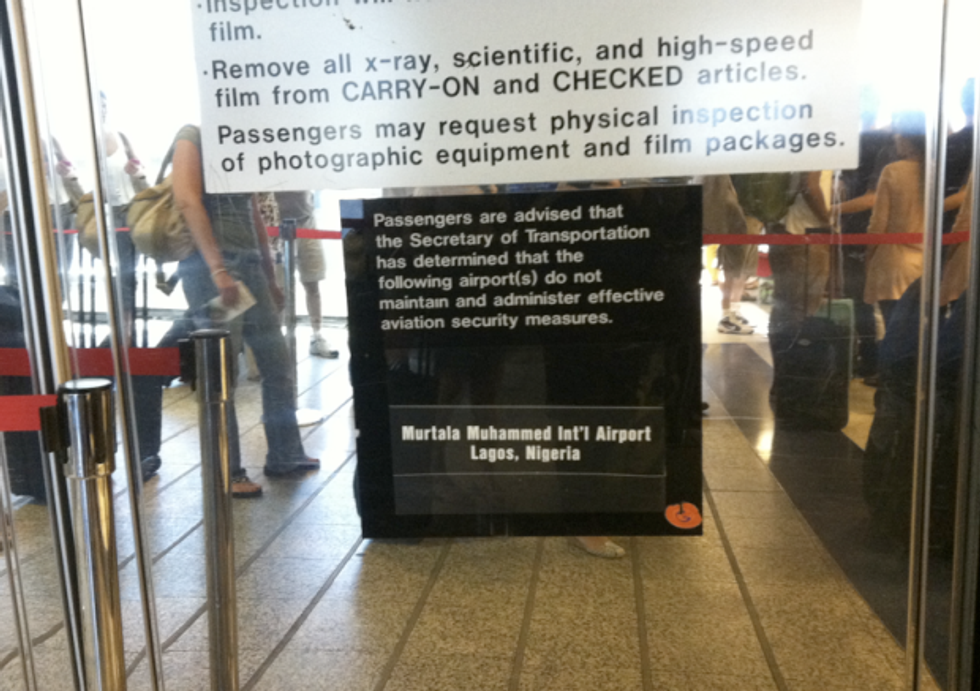 ·Inspection will
film.
·Remove all x-ray, scientific, and high-speed
film from CARRY-ON and CHECKED articles.
Passengers may request physical inspection
of photographic equipment and film packages.
Passengers are advised that
the Secretary of Transportation
has determined that the
following airport(s) do not
maintain and administer effective
aviation security measures.
Murtala Muhammed Int'l Airport
Lagos, Nigeria